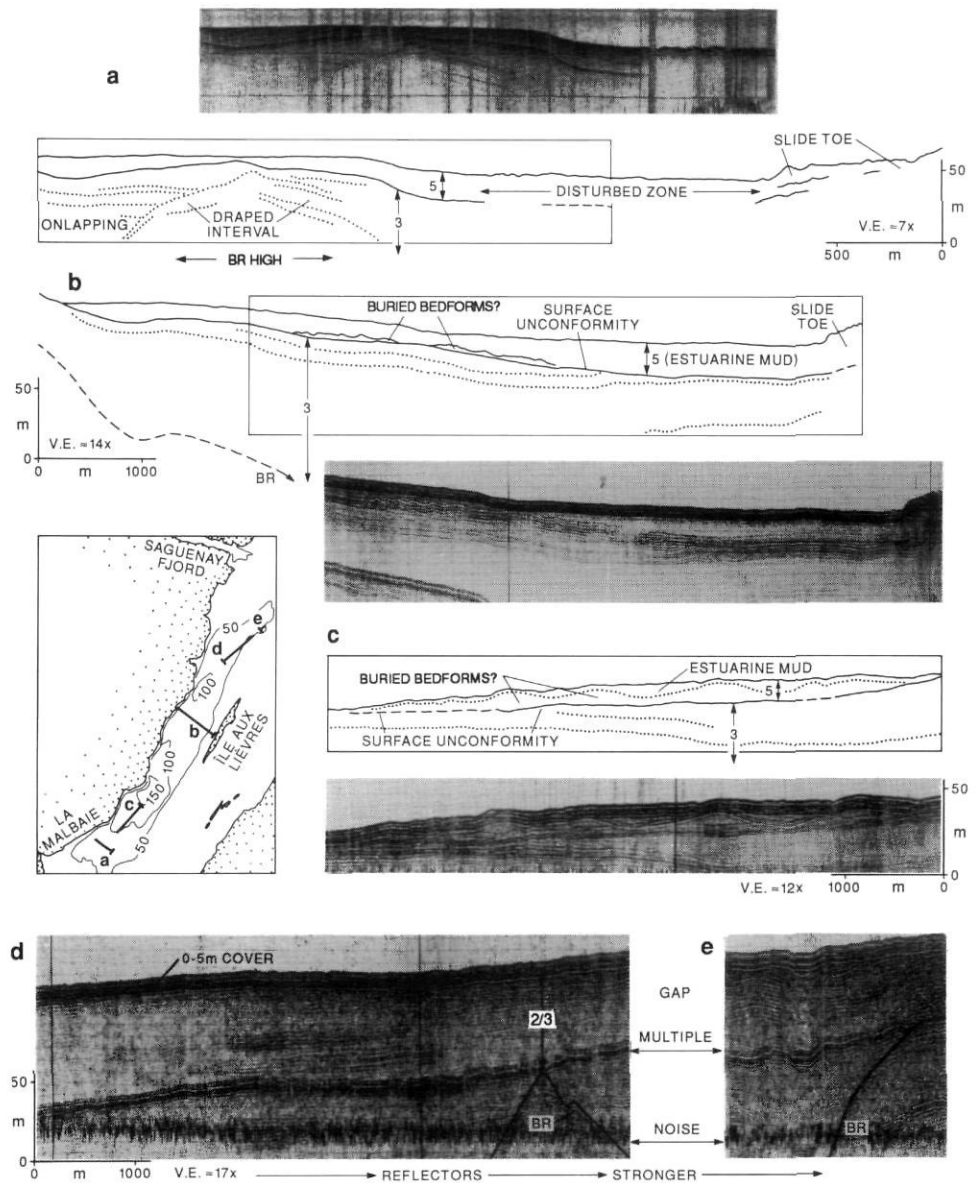 a
SLIDE TOE
5
50
DISTURBED ZONE
ONLAPPING
DRAPED
INTERVAL
3
m
V.E. ≈7x
0
BR HIGH
500 m 0
b
BURIED BEDFORMS?
SURFACE
UNCONFORMITY
SLIDE
TOE
5 (ESTUARINE MUD)
50
m
3
V.E. ≈14x
0
0 m 1000
BR
SAGUENAY
FJORD
50
e
d
100
b
100
ÎLE AUX
LIÈVRES
150
c
LA
MALBAIE
50
a
c
ESTUARINE MUD
BURIED BEDFORMS?
5
3
SURFACE UNCONFORMITY
50
m
0
V.E. ≈12x
1000 m 0
d
0-5m COVER
e
GAP
2/3
MULTIPLE
50
m
BR
BR
NOISE
0
0 m 1000
V.E. ≈17x
REFLECTORS
STRONGER